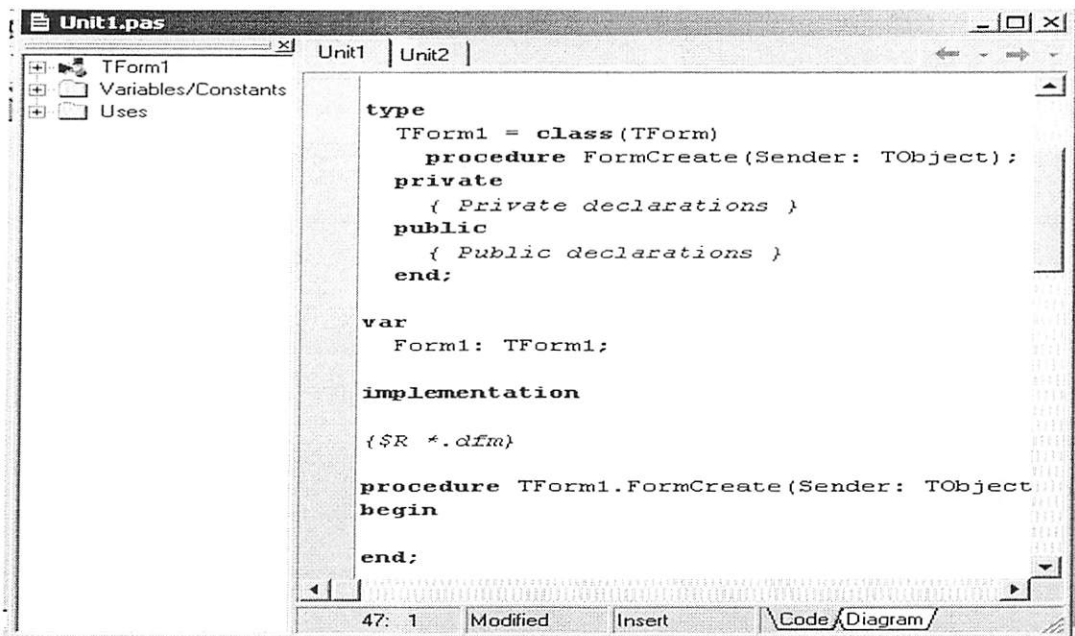 Unit1.pas
TForm1
Variables/Constants
Uses
Unit1
Unit2
type
TForm1 = class(TForm)
procedure FormCreate(Sender: TObject);
private
{ Private declarations }
public
{ Public declarations }
end;
var
Form1: TForm1;
implementation
{$R *.dfm}
procedure TForm1.FormCreate(Sender: TObject
begin
end;
47: 1
Modified
Insert
Code
Diagram